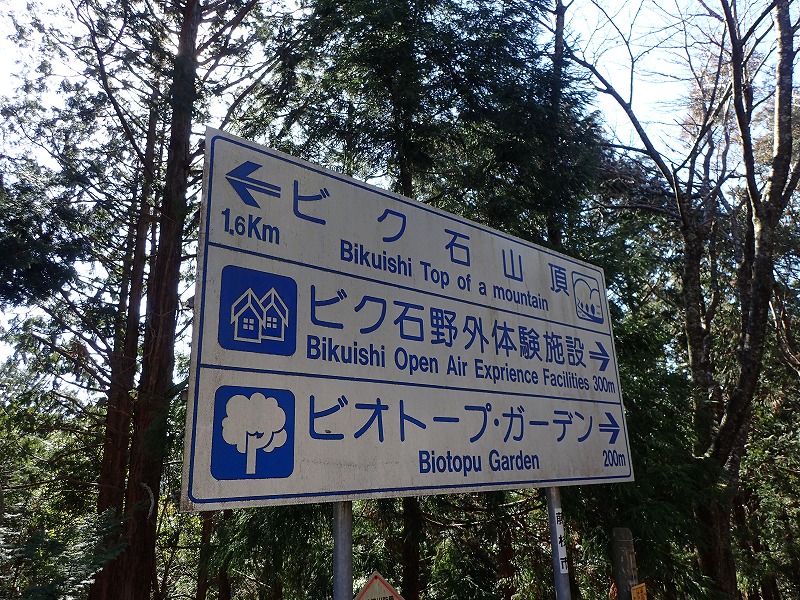 ビク石山頂
1.6Km
Bikuishi Top of a mountain
ビク石野外体験施設
Bikuishi Open Air Exprience Facilities 300m
ビオトープ・ガーデン
Biotopu Garden 200m